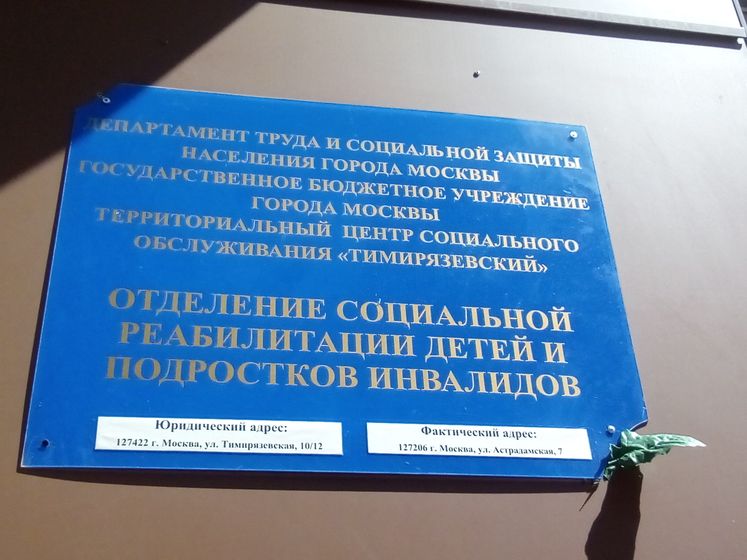 ДЕПАРТАМЕНТ ТРУДА И СОЦИАЛЬНОЙ ЗАЩИТЫ
НАСЕЛЕНИЯ ГОРОДА МОСКВЫ
ГОСУДАРСТВЕННОЕ БЮДЖЕТНОЕ УЧРЕЖДЕНИЕ
ГОРОДА МОСКВЫ
ТЕРРИТОРИАЛЬНЫЙ ЦЕНТР СОЦИАЛЬНОГО
ОБСЛУЖИВАНИЯ «ТИМИРЯЗЕВСКИЙ»
ОТДЕЛЕНИЕ СОЦИАЛЬНОЙ
РЕАБИЛИТАЦИИ ДЕТЕЙ И
ПОДРОСТКОВ ИНВАЛИДОВ
Юридический адрес:
127422 г. Москва, ул. Тимирязевская, 10/12
Фактический адрес:
127206 г. Москва, ул. Астрадамская, 7